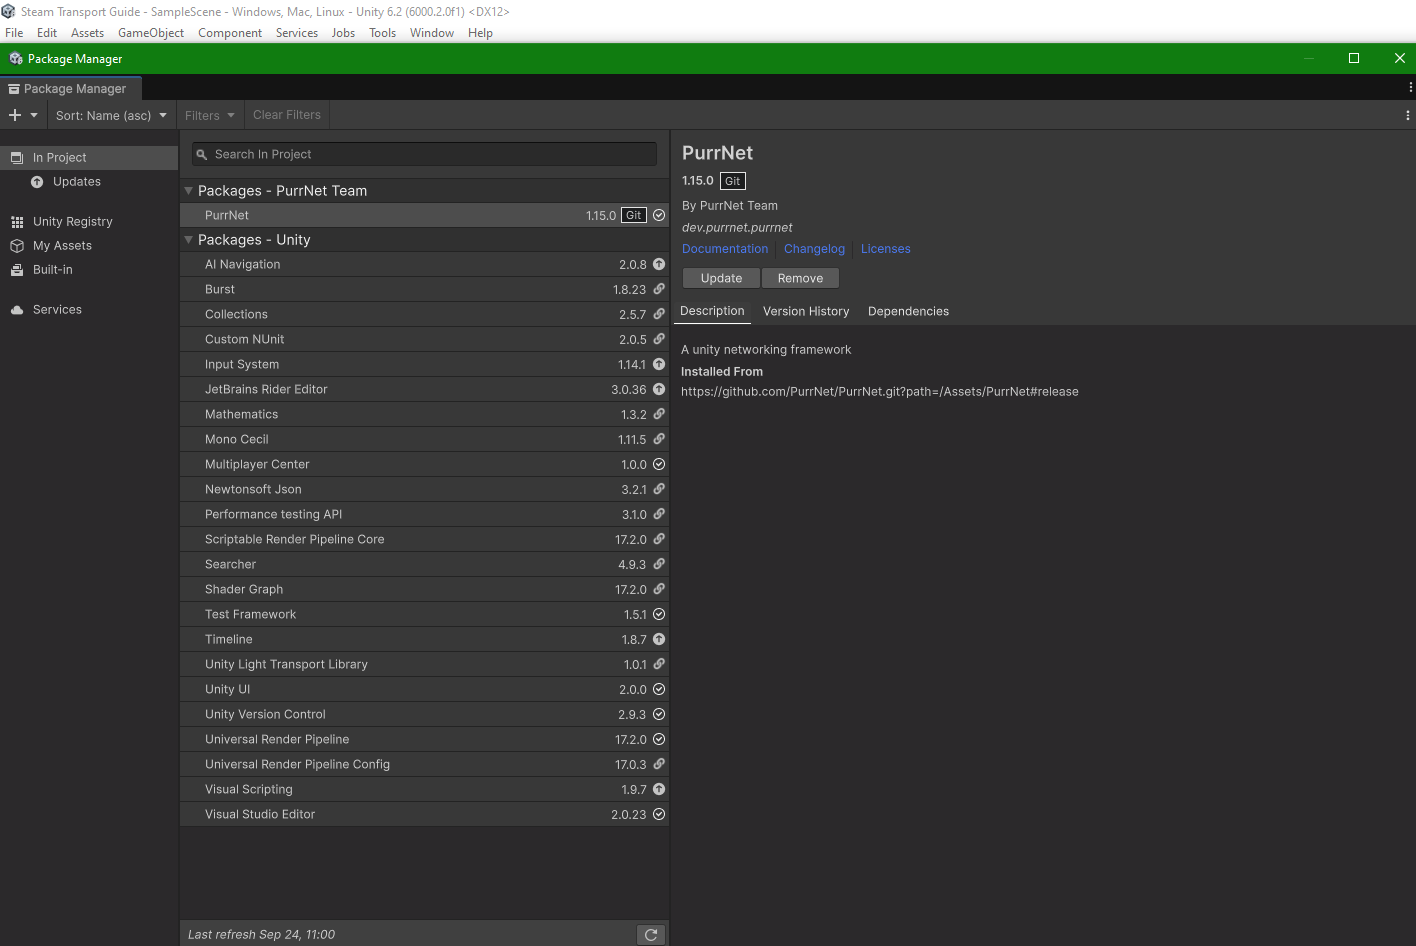 Steam Transport Guide - SampleScene - Windows, Mac, Linux - Unity 6.2 (6000.2.0f1) <DX12>
File Edit Assets GameObject Component Services Jobs Tools Window Help
Package Manager
Package Manager
Sort: Name (asc) Filters Clear Filters
In Project
Updates
Unity Registry
My Assets
Built-in
Services
Search In Project
Packages - PurrNet Team
PurrNet 1.15.0 Git
Packages - Unity
AI Navigation 2.0.8
Burst 1.8.23
Collections 2.5.7
Custom NUnit 2.0.5
Input System 1.14.1
JetBrains Rider Editor 3.0.36
Mathematics 1.3.2
Mono Cecil 1.11.5
Multiplayer Center 1.0.0
Newtonsoft Json 3.2.1
Performance testing API 3.1.0
Scriptable Render Pipeline Core 17.2.0
Searcher 4.9.3
Shader Graph 17.2.0
Test Framework 1.5.1
Timeline 1.8.7
Unity Light Transport Library 1.0.1
Unity UI 2.0.0
Unity Version Control 2.9.3
Universal Render Pipeline 17.2.0
Universal Render Pipeline Config 17.0.3
Visual Scripting 1.9.7
Visual Studio Editor 2.0.23
Last refresh Sep 24, 11:00
PurrNet
1.15.0 Git
By PurrNet Team
dev.purrnet.purrnet
Documentation Changelog Licenses
Update Remove
Description Version History Dependencies
A unity networking framework
Installed From
https://github.com/PurrNet/PurrNet.git?path=/Assets/PurrNet#release